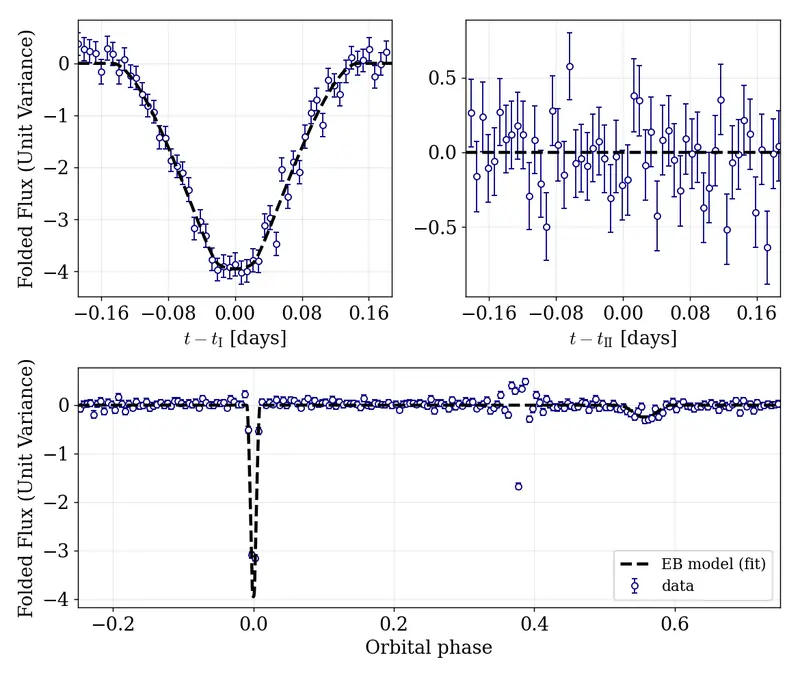 Folded Flux (Unit Variance)
0
−1
−2
−3
−4
−0.16 −0.08 0.00 0.08 0.16
t − tI [days]
0.5
0.0
−0.5
−0.16 −0.08 0.00 0.08 0.16
t − tII [days]
Folded Flux (Unit Variance)
0
−1
−2
−3
−4
EB model (fit)
data
−0.2 0.0 0.2 0.4 0.6
Orbital phase